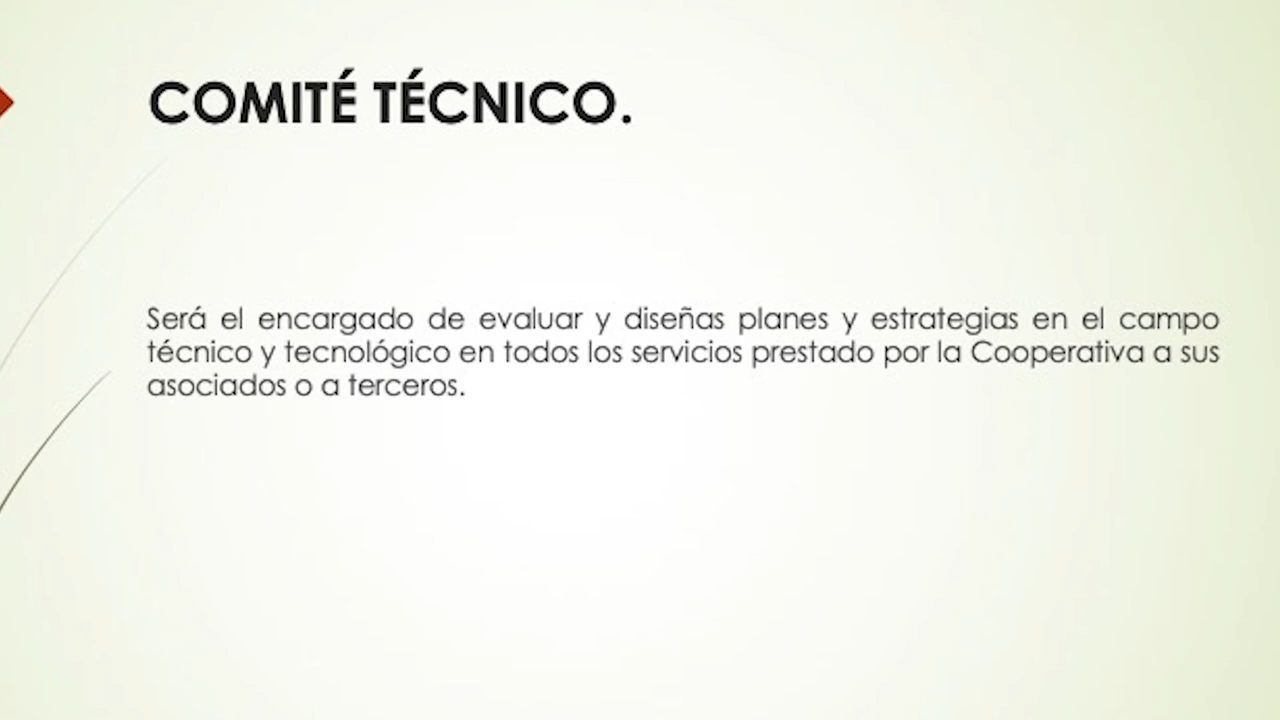 COMITÉ TÉCNICO.
Será el encargado de evaluar y diseñas planes y estrategias en el campo
técnico y tecnológico en todos los servicios prestado por la Cooperativa a sus
asociados o a terceros.